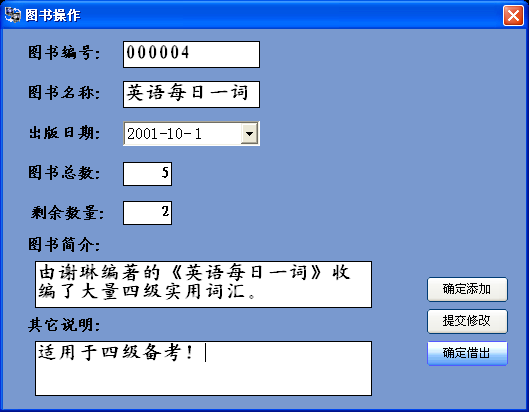 图书操作
图书编号: 000004
图书名称: 英语每日一词
出版日期: 2001-10-1
图书总数: 5
剩余数量: 2
图书简介:
由谢琳编著的《英语每日一词》收
编了大量四级实用词汇。
确定添加
提交修改
其它说明:
确定借出
适用于四级备考!